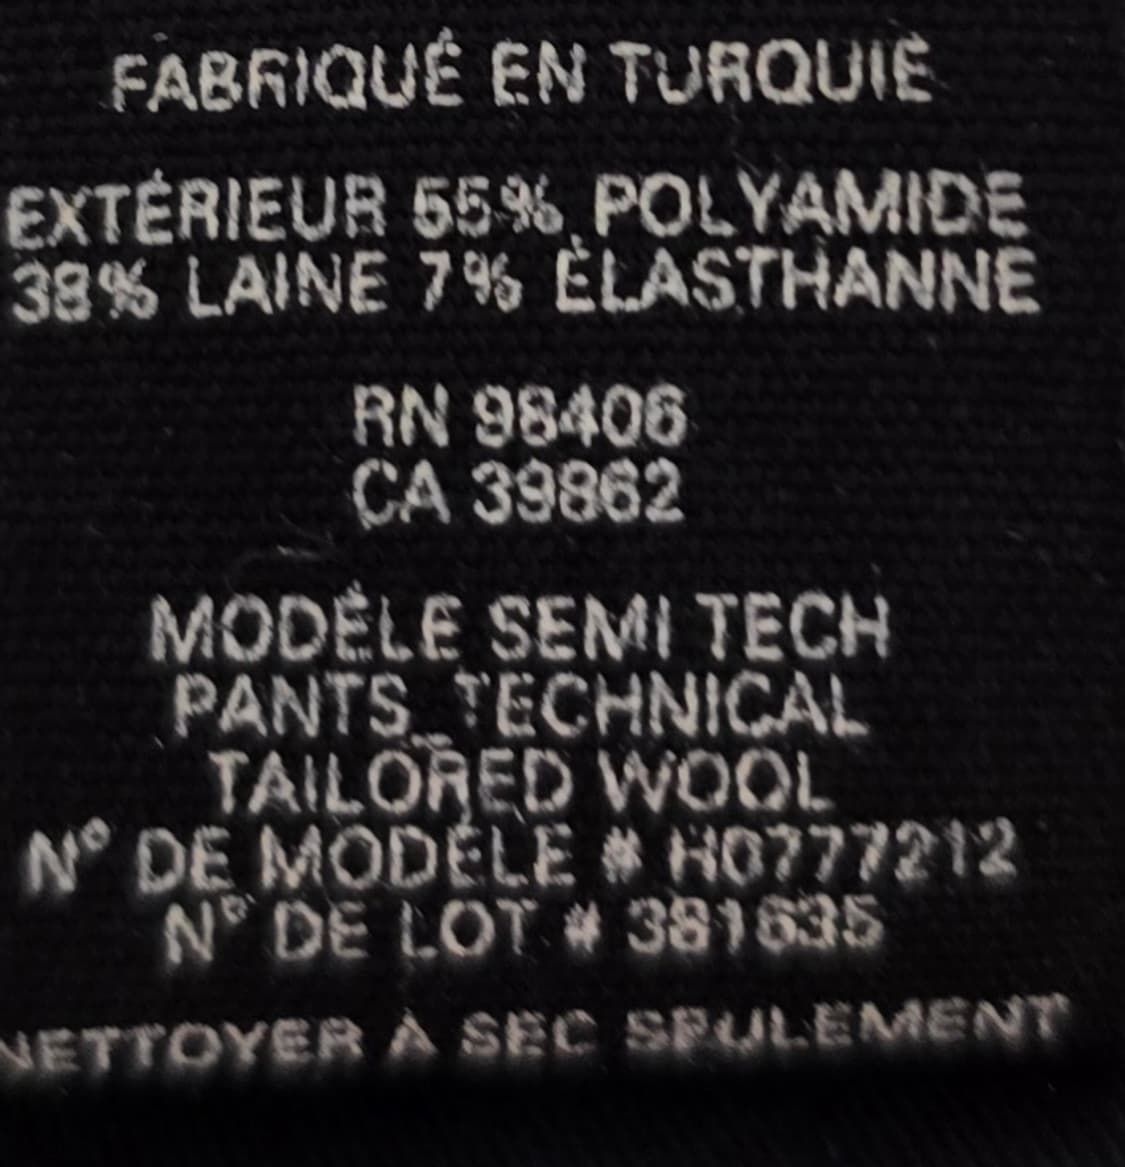 FABRIQUÉ EN TURQUIE
EXTÉRIEUR 55% POLYAMIDE
38% LAINE 7% ÉLASTHANNE
RN 98406
CA 39862
MODÈLE SEMI TECH
PANTS_TECHNICAL
TAILORED WOOL
N° DE MODÈLE # H0777212
N° DE LOT # 381635
NETTOYER À SEC SEULEMENT